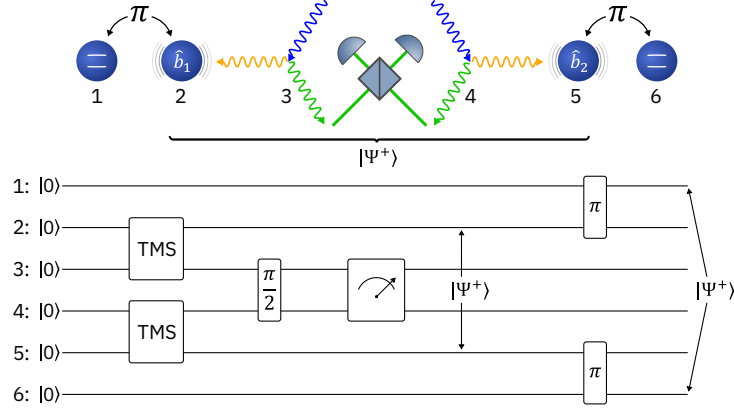 π π
b̂₁ b̂₂
1 2 3 4 5 6
|Ψ⁺⟩
1: |0⟩
π
2: |0⟩
TMS
3: |0⟩
π/2
|Ψ⁺⟩ |Ψ⁺⟩
4: |0⟩
TMS
5: |0⟩
π
6: |0⟩